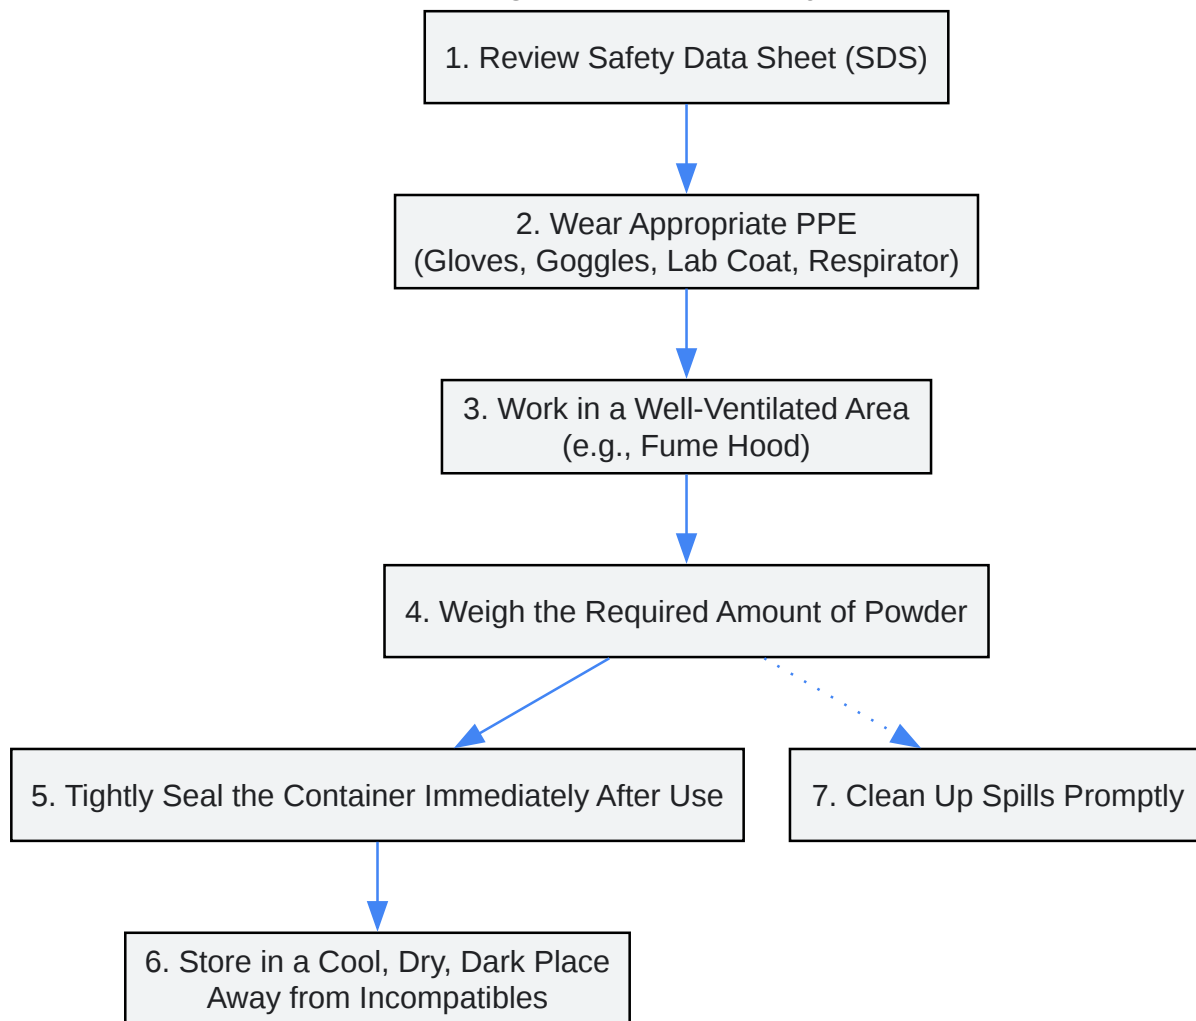 1. Review Safety Data Sheet (SDS)
2. Wear Appropriate PPE
(Gloves, Goggles, Lab Coat, Respirator)
3. Work in a Well-Ventilated Area
(e.g., Fume Hood)
4. Weigh the Required Amount of Powder
5. Tightly Seal the Container Immediately After Use
7. Clean Up Spills Promptly
6. Store in a Cool, Dry, Dark Place
Away from Incompatibles